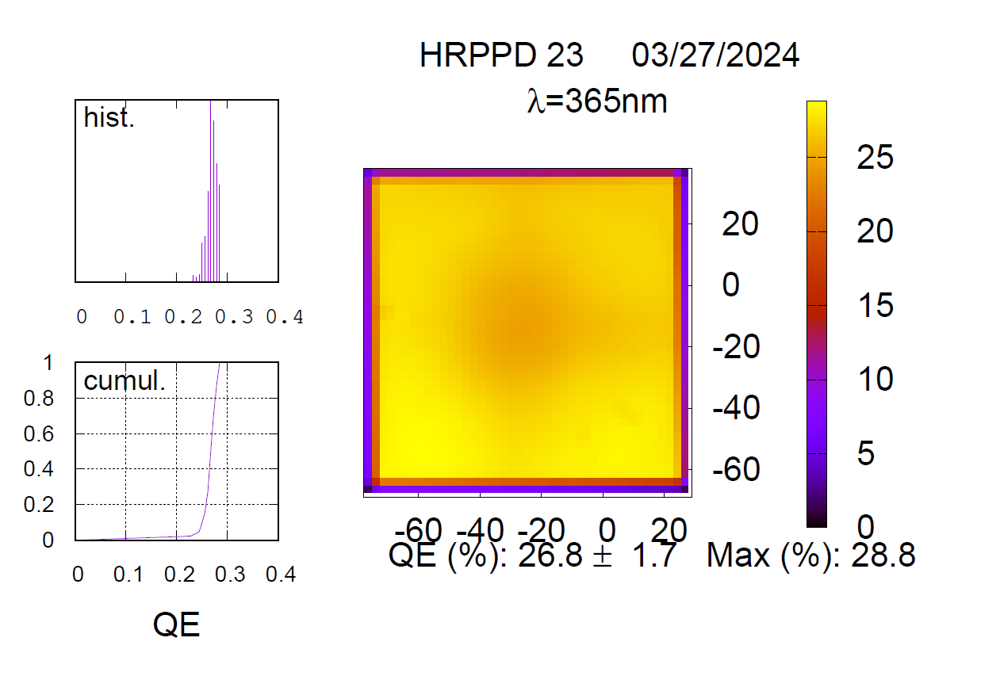 HRPPD 23 03/27/2024
λ=365nm
hist.
0 0.1 0.2 0.3 0.4
cumul.
1
0.8
0.6
0.4
0.2
0
0 0.1 0.2 0.3 0.4
QE
20
0
-20
-40
-60
-60 -40 -20 0 20
25
20
15
10
5
0
QE (%): 26.8 ± 1.7 Max (%): 28.8